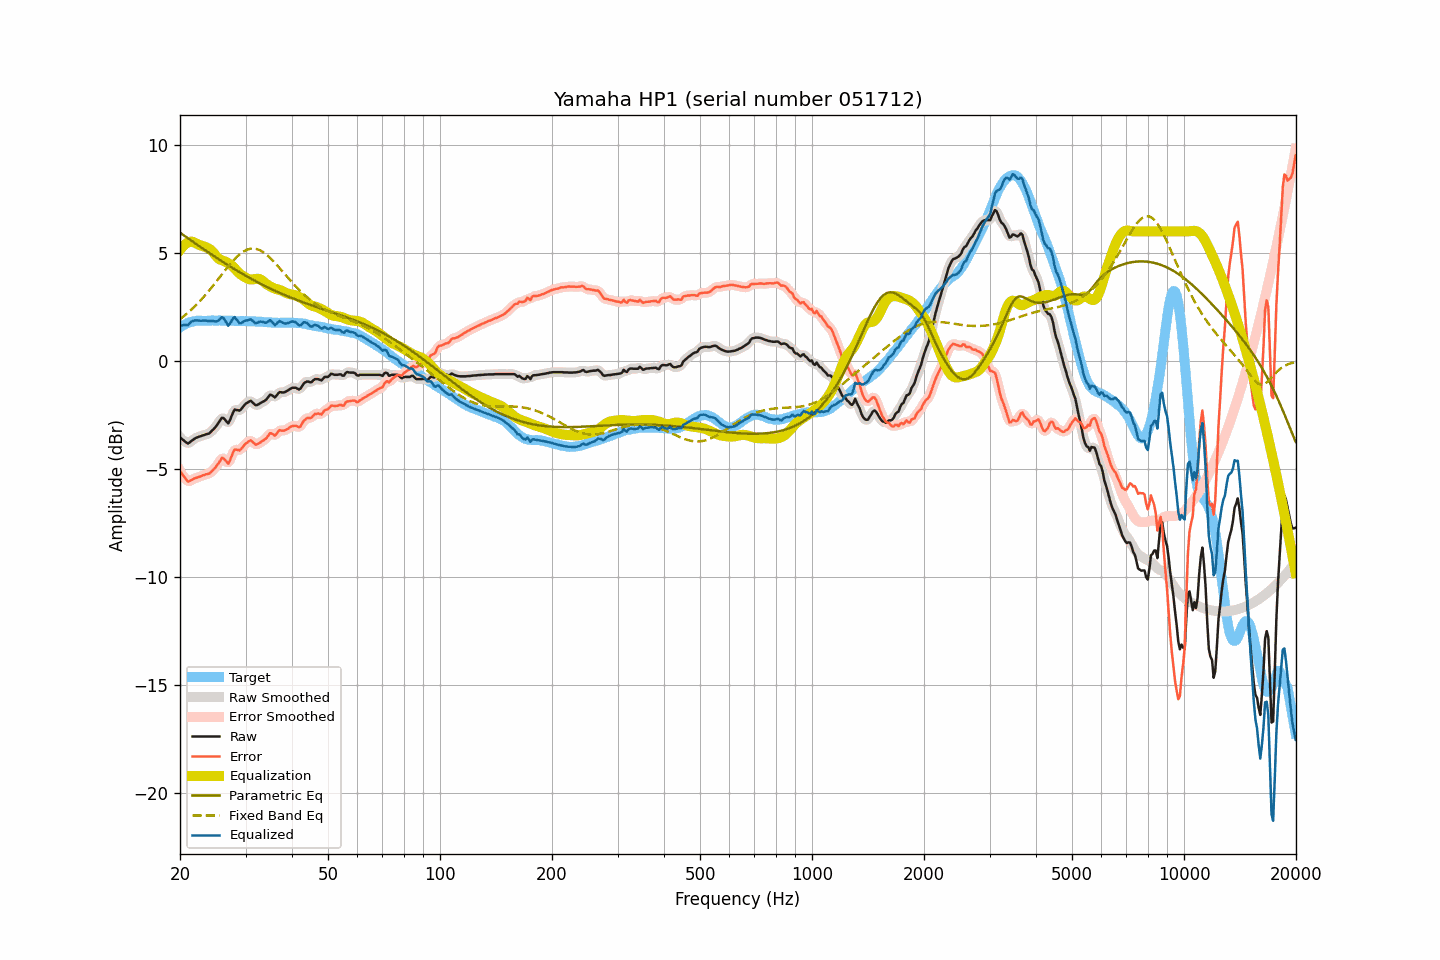 Yamaha HP1 (serial number 051712)
10
5
0
−5
−10
−15
−20
Amplitude (dBr)
Target
Raw Smoothed
Error Smoothed
Raw
Error
Equalization
Parametric Eq
Fixed Band Eq
Equalized
20 50 100 200 500 1000 2000 5000 10000 20000
Frequency (Hz)